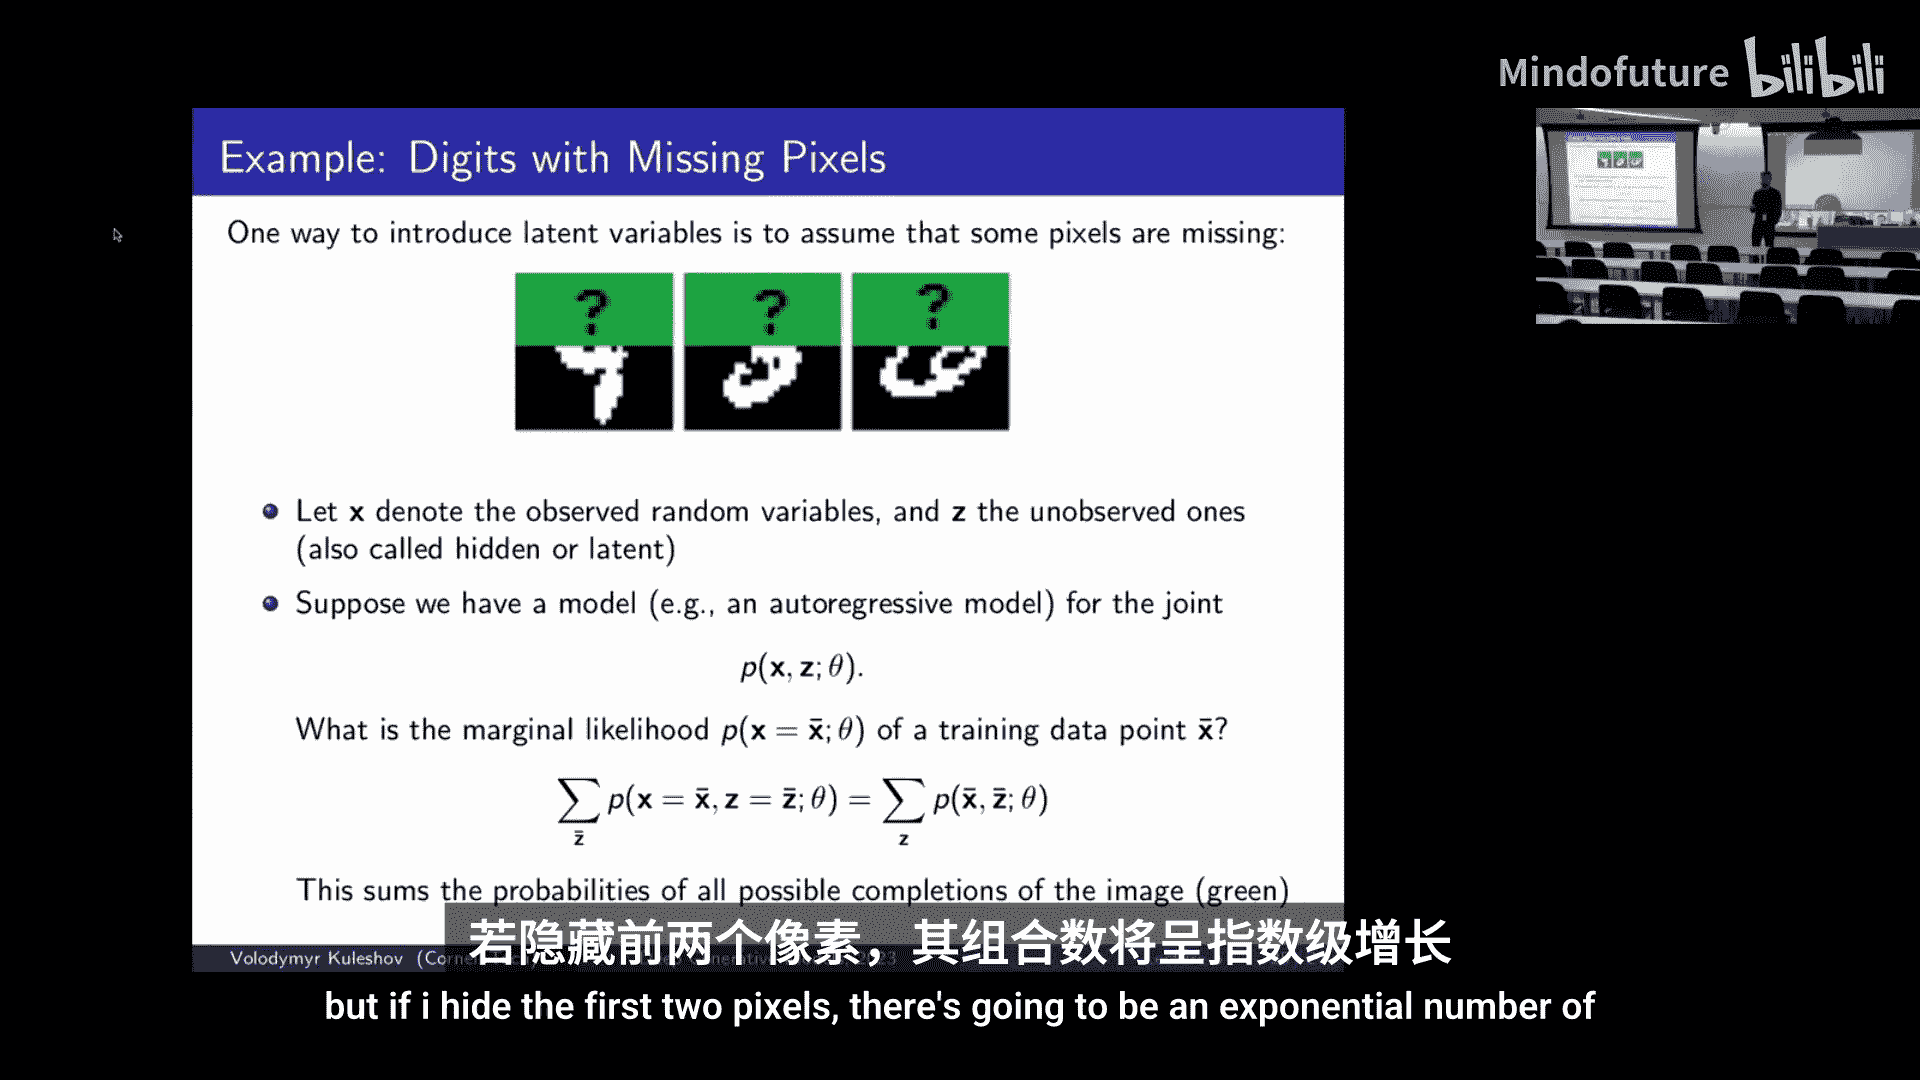 Mindofuture bilibili
Example: Digits with Missing Pixels
One way to introduce latent variables is to assume that some pixels are missing:
? ? ?
Let x denote the observed random variables, and z the unobserved ones
(also called hidden or latent)
Suppose we have a model (e.g., an autoregressive model) for the joint
p(x, z; θ).
What is the marginal likelihood p(x = x̄; θ) of a training data point x̄?
∑_z̄ p(x = x̄, z = z̄; θ) = ∑_z p(x̄, z̄; θ)
This sums the probabilities of all possible completions of the image (green)
若隐藏前两个像素，其组合数将呈指数级增长
Volodymyr Kuleshov
but if i hide the first two pixels, there's going to be an exponential number of